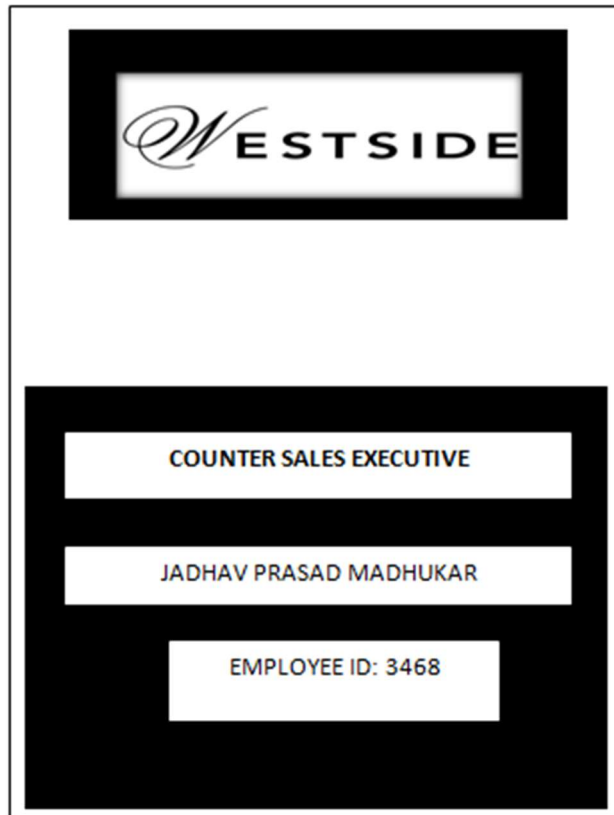 WESTSIDE
COUNTER SALES EXECUTIVE
JADHAV PRASAD MADHUKAR
EMPLOYEE ID: 3468